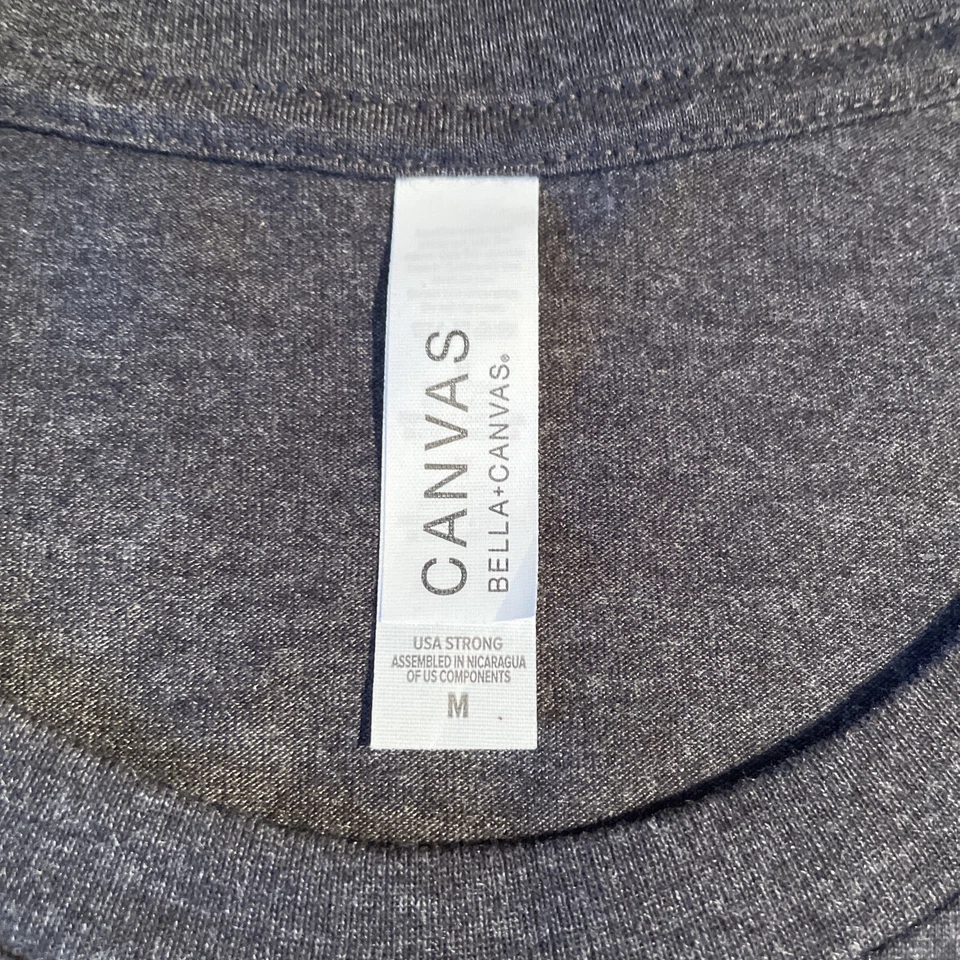 CANVAS
BELLA+CANVAS®
USA STRONG
ASSEMBLED IN NICARAGUA
OF US COMPONENTS
M